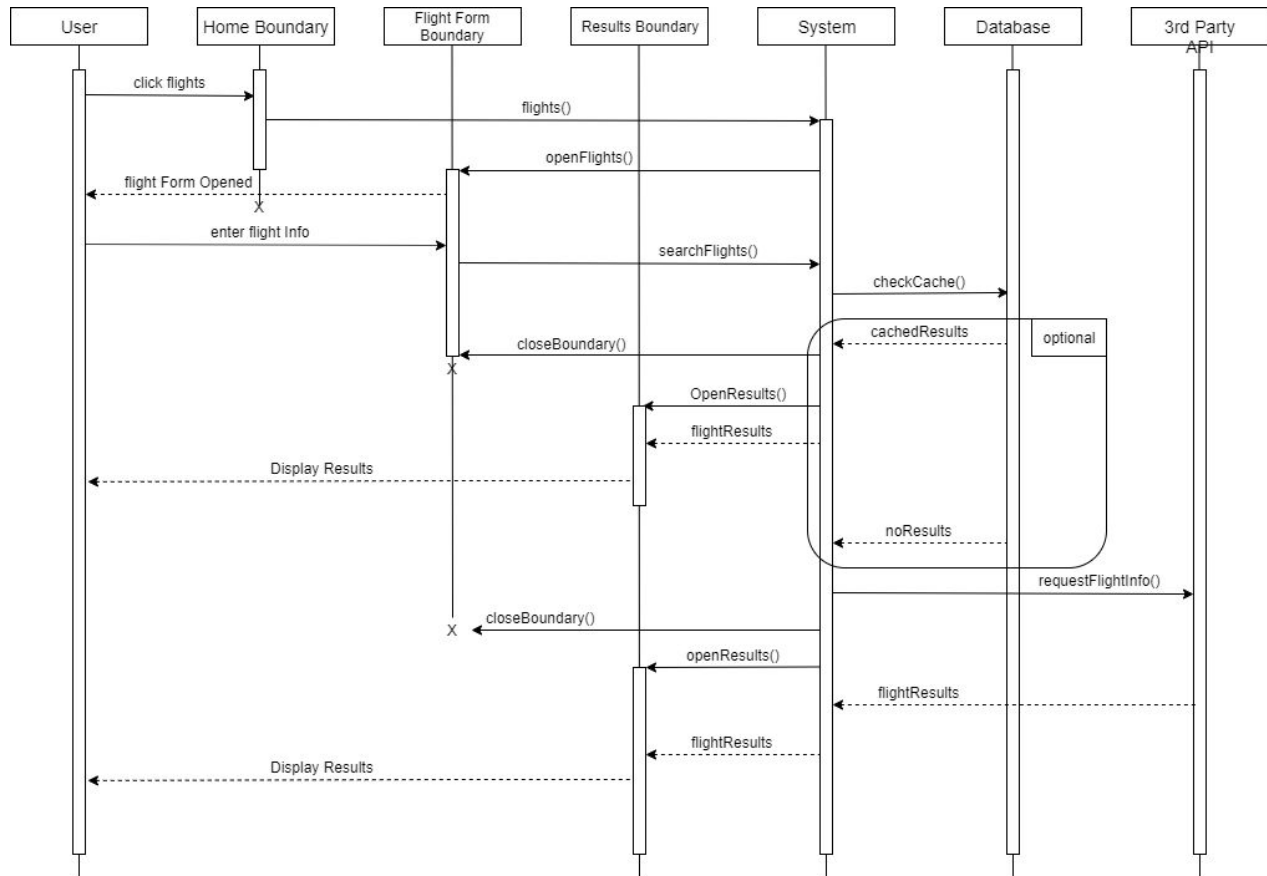 User
Home Boundary
Flight Form
Boundary
Results Boundary
System
Database
3rd Party
API
click flights
flights()
openFlights()
flight Form Opened
X
enter flight Info
searchFlights()
checkCache()
optional
cachedResults
closeBoundary()
X
OpenResults()
flightResults
Display Results
noResults
requestFlightInfo()
closeBoundary()
X
openResults()
flightResults
flightResults
Display Results